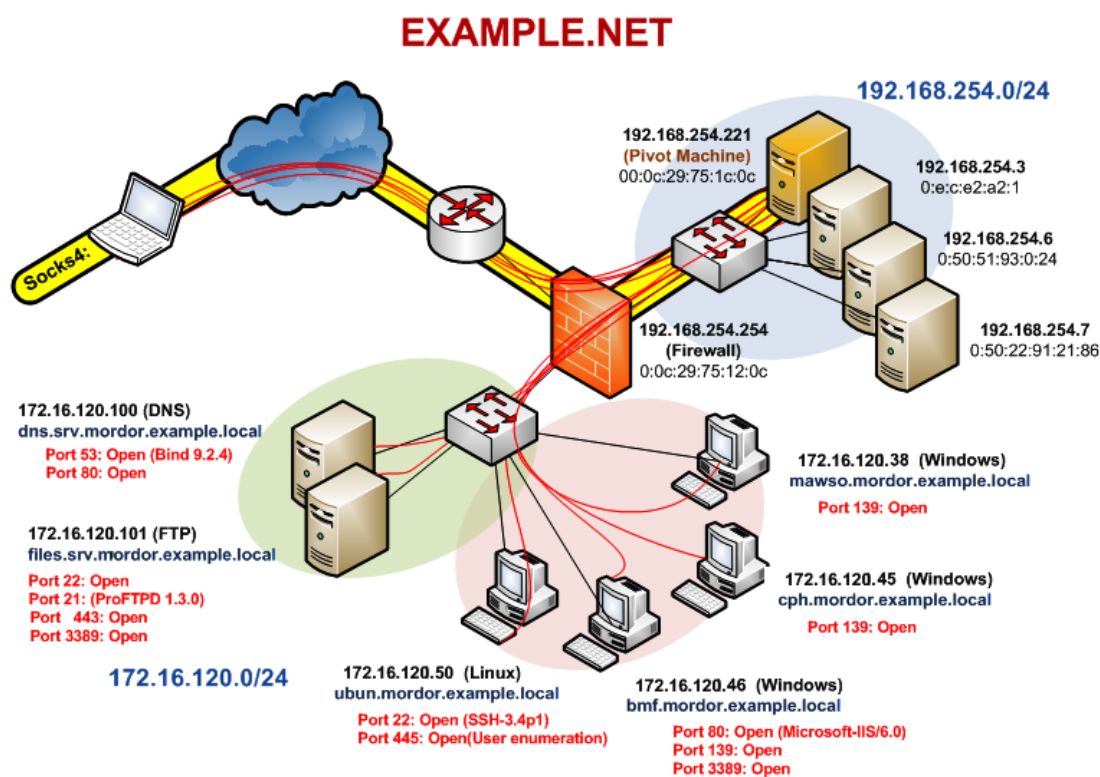 EXAMPLE.NET
192.168.254.0/24
192.168.254.221
(Pivot Machine)
00:0c:29:75:1c:0c
192.168.254.3
0:e:c:e2:a2:1
192.168.254.6
0:50:51:93:0:24
192.168.254.7
0:50:22:91:21:86
Socks4:
192.168.254.254
(Firewall)
0:0c:29:75:12:0c
172.16.120.100 (DNS)
dns.srv.mordor.example.local
Port 53: Open (Bind 9.2.4)
Port 80: Open
172.16.120.101 (FTP)
files.srv.mordor.example.local
Port 22: Open
Port 21: (ProFTPD 1.3.0)
Port 443: Open
Port 3389: Open
172.16.120.0/24
172.16.120.38 (Windows)
mawso.mordor.example.local
Port 139: Open
172.16.120.45 (Windows)
cph.mordor.example.local
Port 139: Open
172.16.120.50 (Linux)
ubun.mordor.example.local
Port 22: Open (SSH-3.4p1)
Port 445: Open(User enumeration)
172.16.120.46 (Windows)
bmf.mordor.example.local
Port 80: Open (Microsoft-IIS/6.0)
Port 139: Open
Port 3389: Open